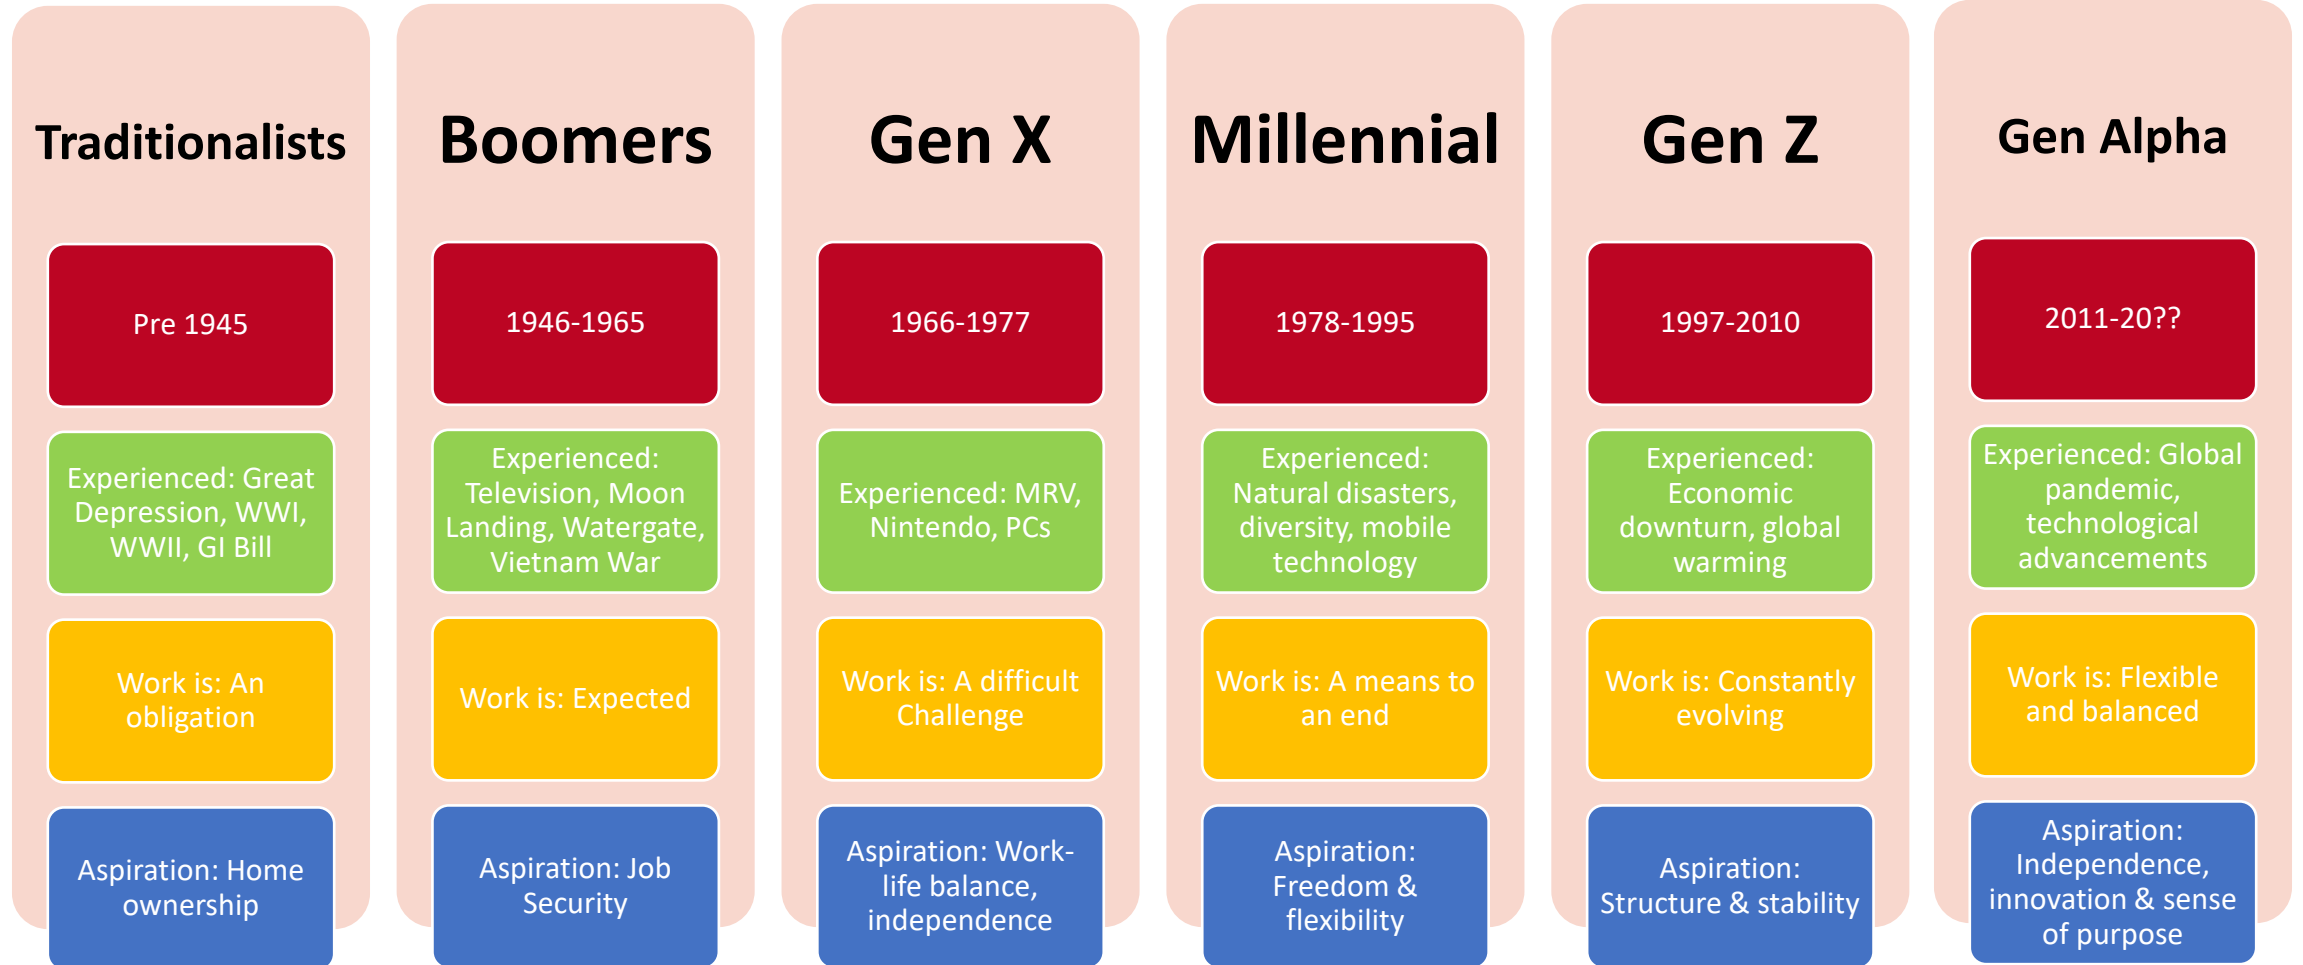 Traditionalists
Pre 1945
Experienced: Great
Depression, WWI,
WWII, GI Bill
Work is: An
obligation
Aspiration: Home
ownership
Boomers
1946-1965
Experienced:
Television, Moon
Landing, Watergate,
Vietnam War
Work is: Expected
Aspiration: Job
Security
Gen X
1966-1977
Experienced: MRV,
Nintendo, PCs
Work is: A difficult
Challenge
Aspiration: Work-
life balance,
independence
Millennial
1978-1995
Experienced:
Natural disasters,
diversity, mobile
technology
Work is: A means to
an end
Aspiration:
Freedom &
flexibility
Gen Z
1997-2010
Experienced:
Economic
downturn, global
warming
Work is: Constantly
evolving
Aspiration:
Structure & stability
Gen Alpha
2011-20??
Experienced: Global
pandemic,
technological
advancements
Work is: Flexible
and balanced
Aspiration:
Independence,
innovation & sense
of purpose